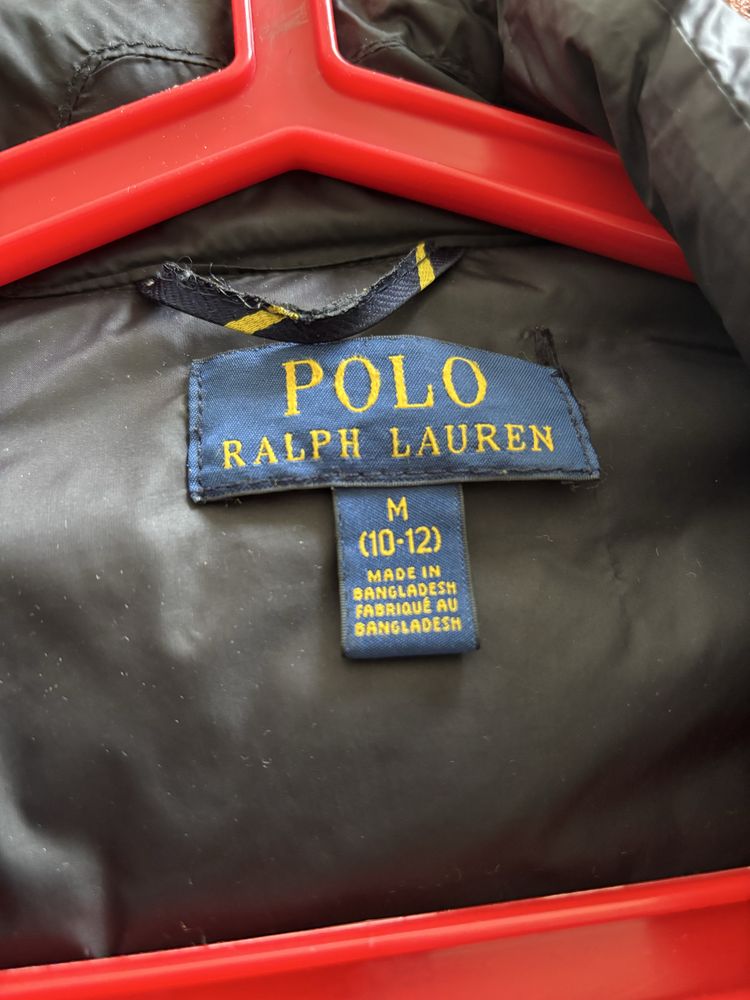 POLO
RALPH LAUREN
M
(10-12)
MADE IN
BANGLADESH
FABRIQUÉ AU
BANGLADESH